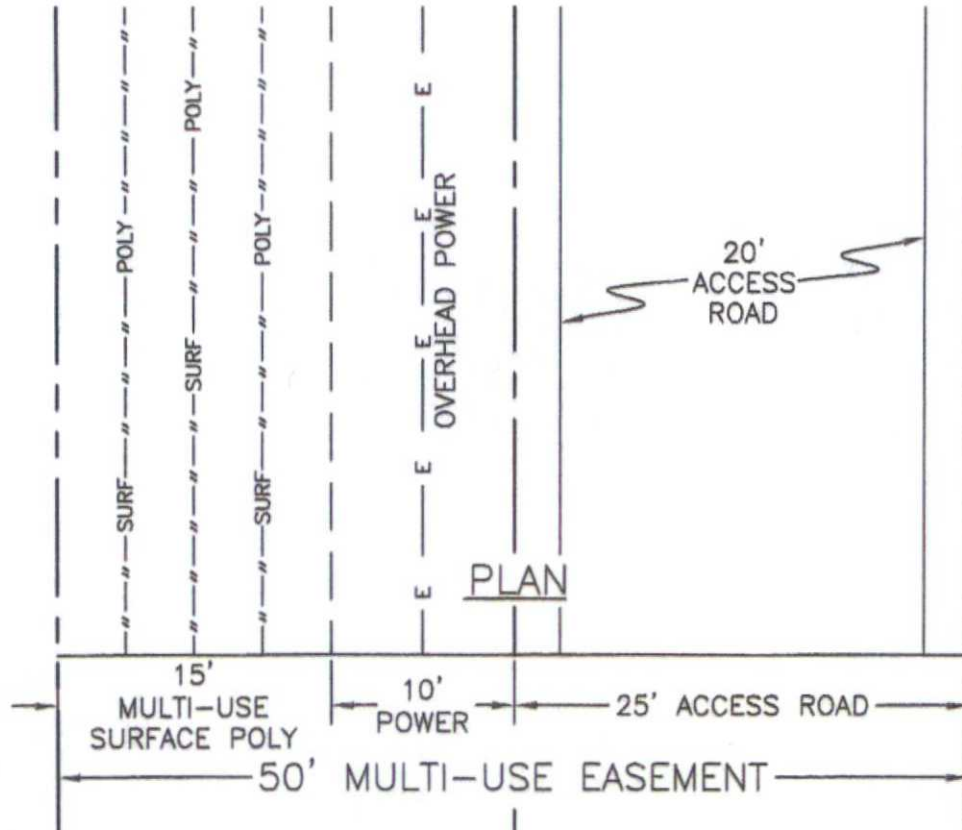 POLY
SURF
POLY
SURF
POLY
SURF
E
E
E
E
E
E
OVERHEAD POWER
20'
ACCESS
ROAD
PLAN
15'
MULTI-USE
SURFACE POLY
10'
POWER
25' ACCESS ROAD
50' MULTI-USE EASEMENT